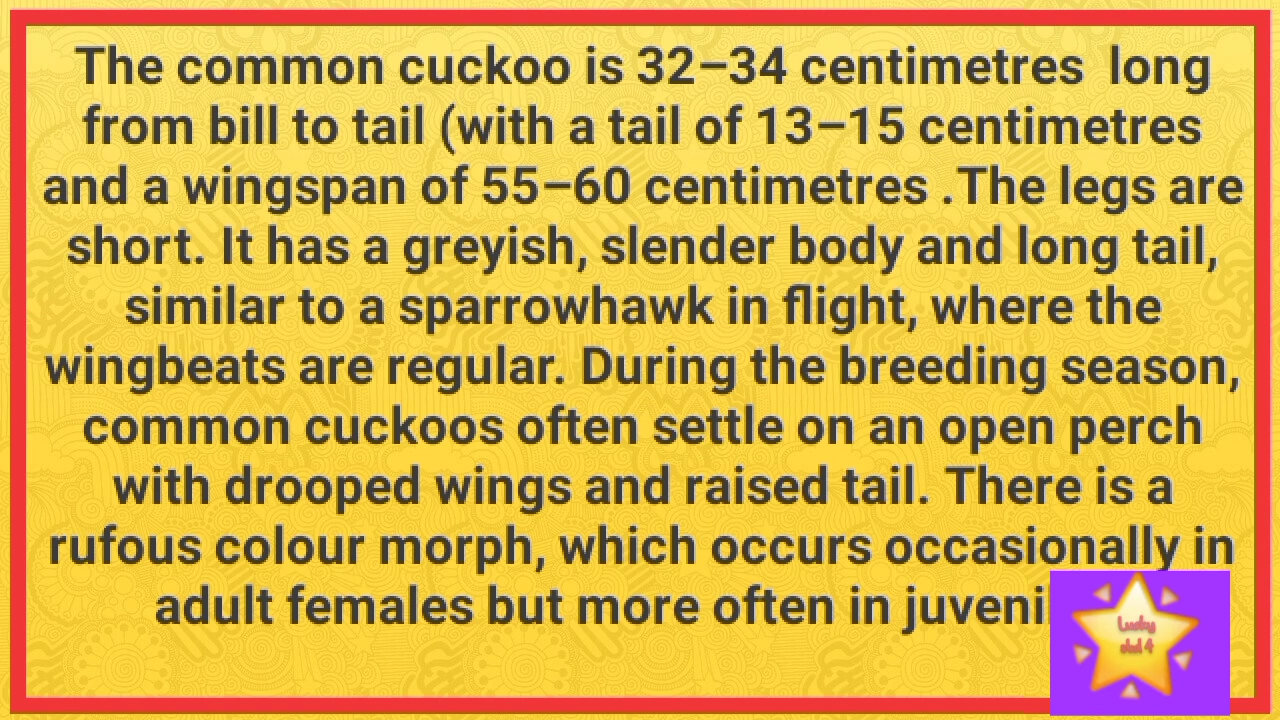 The common cuckoo is 32–34 centimetres  long
from bill to tail (with a tail of 13–15 centimetres
and a wingspan of 55–60 centimetres .The legs are
short. It has a greyish, slender body and long tail,
similar to a sparrowhawk in flight, where the
wingbeats are regular. During the breeding season,
common cuckoos often settle on an open perch
with drooped wings and raised tail. There is a
rufous colour morph, which occurs occasionally in
adult females but more often in juveni
Lucky